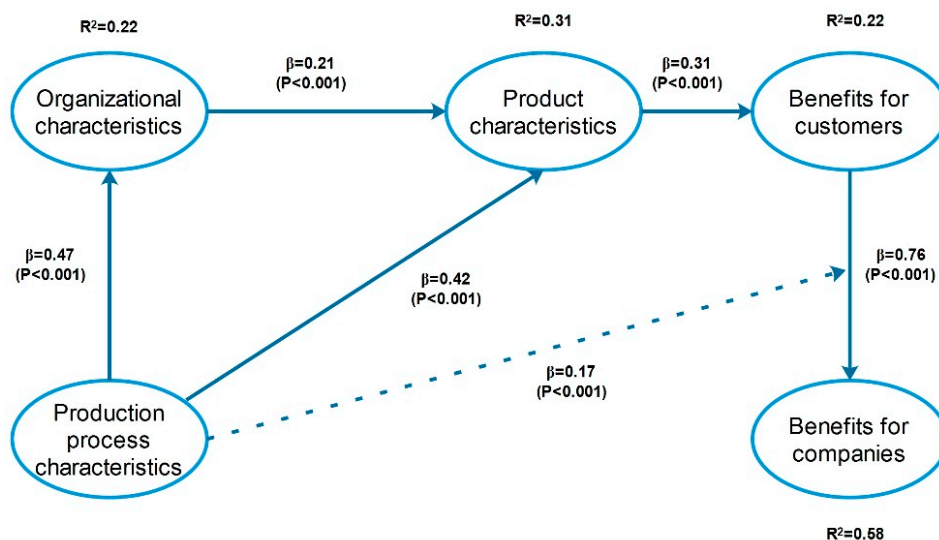 R²=0.22
R²=0.31
R²=0.22
β=0.21
(P<0.001)
β=0.31
(P<0.001)
Organizational
characteristics
Product
characteristics
Benefits for
customers
β=0.47
(P<0.001)
β=0.42
(P<0.001)
β=0.76
(P<0.001)
β=0.17
(P<0.001)
Production
process
characteristics
Benefits for
companies
R²=0.58